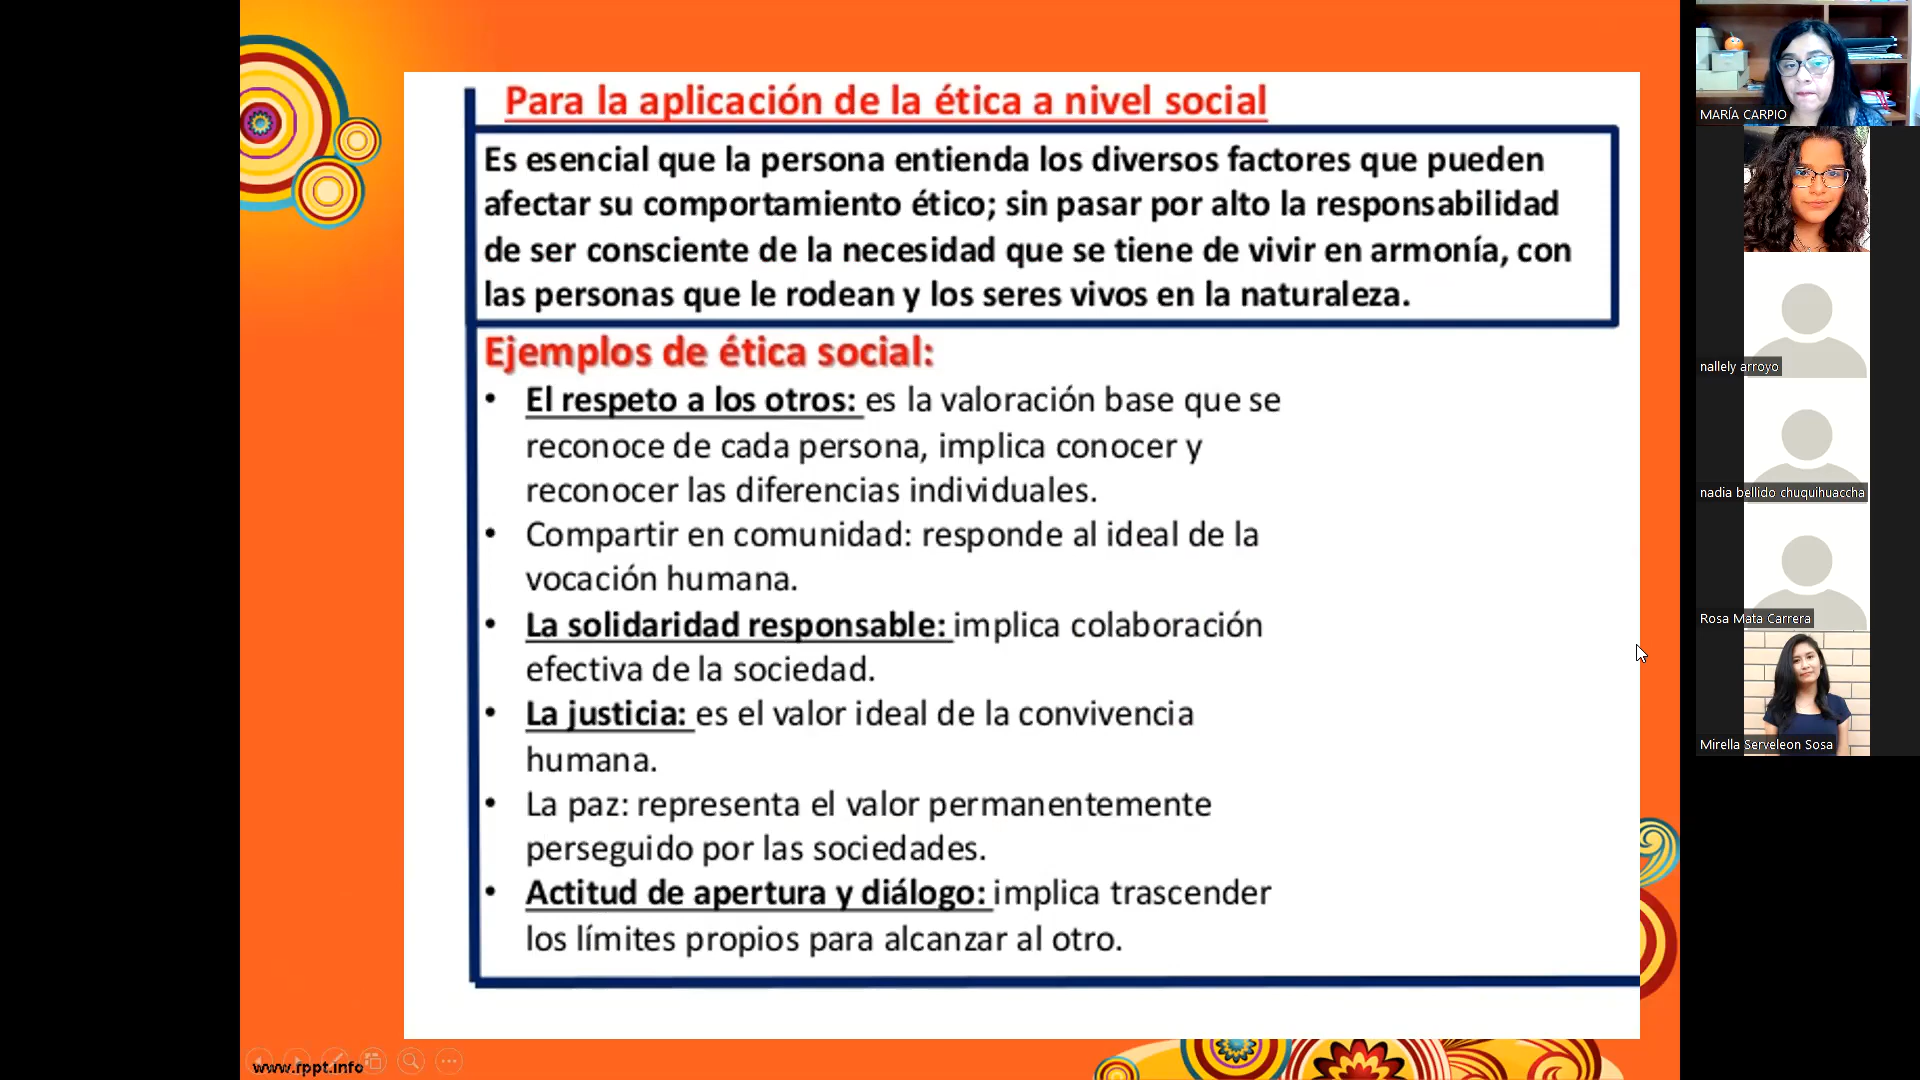 Para la aplicación de la ética a nivel social
Es esencial que la persona entienda los diversos factores que pueden
afectar su comportamiento ético; sin pasar por alto la responsabilidad
de ser consciente de la necesidad que se tiene de vivir en armonía, con
las personas que le rodean y los seres vivos en la naturaleza.
Ejemplos de ética social:
• El respeto a los otros: es la valoración base que se
reconoce de cada persona, implica conocer y
reconocer las diferencias individuales.
• Compartir en comunidad: responde al ideal de la
vocación humana.
• La solidaridad responsable: implica colaboración
efectiva de la sociedad.
• La justicia: es el valor ideal de la convivencia
humana.
• La paz: representa el valor permanentemente
perseguido por las sociedades.
• Actitud de apertura y diálogo: implica trascender
los límites propios para alcanzar al otro.
www.fppt.info
MARÍA CARPIO
nallely arroyo
nadia bellido chuquihuaccha
Rosa Mata Carrera
Mirella Serveleon Sosa